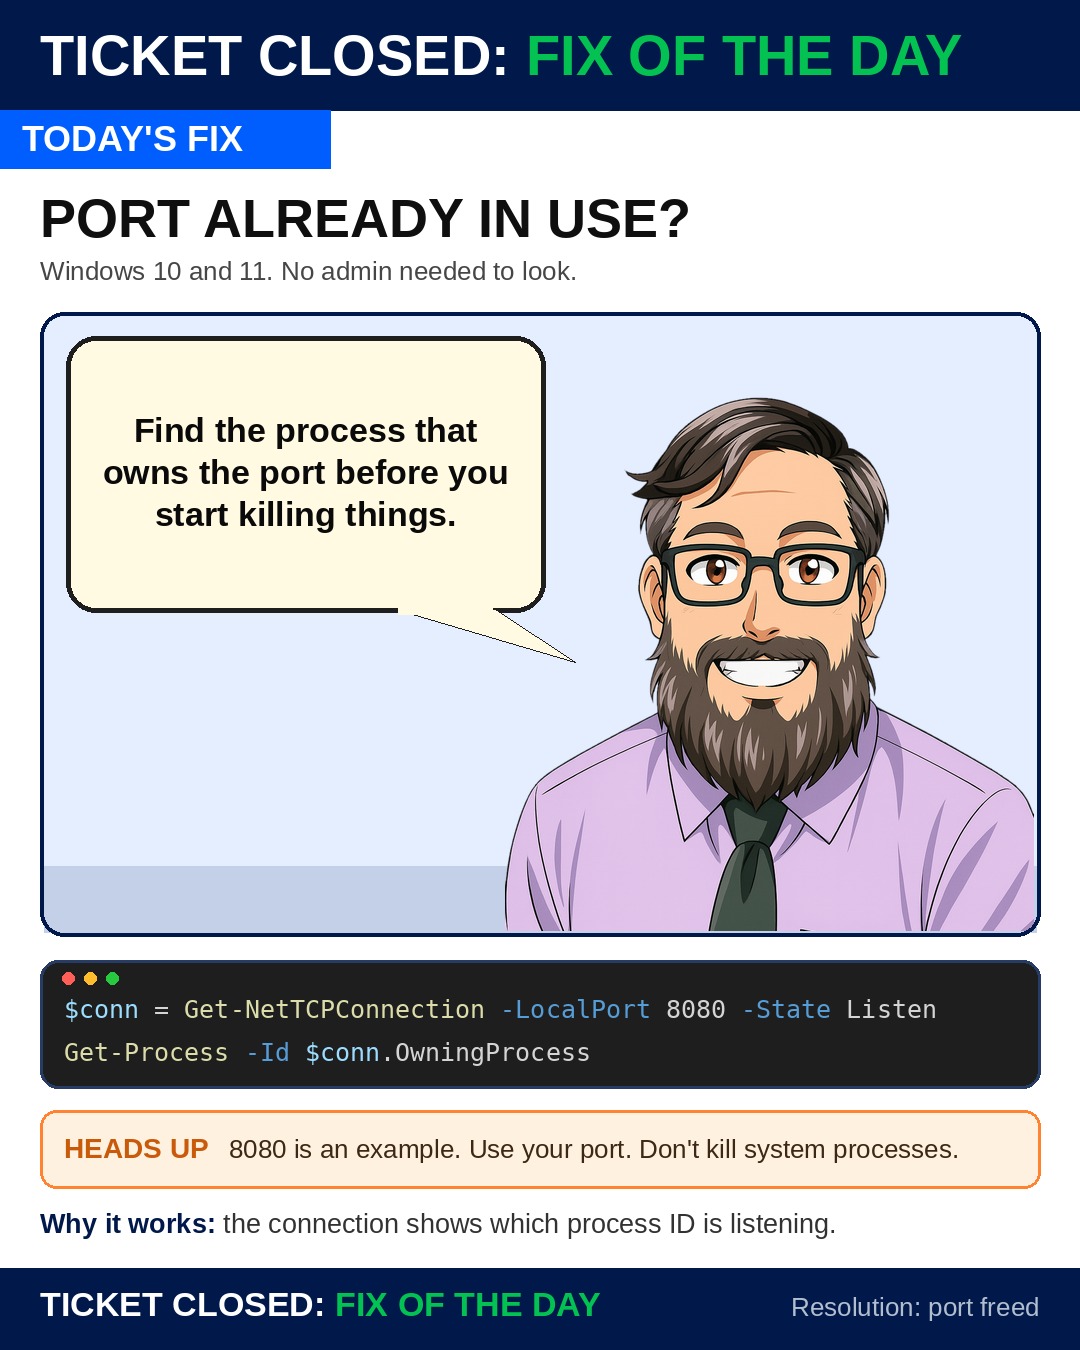 TICKET CLOSED: FIX OF THE DAY
TODAY'S FIX
PORT ALREADY IN USE?
Windows 10 and 11. No admin needed to look.
Find the process that
owns the port before you
start killing things.
$conn = Get-NetTCPConnection -LocalPort 8080 -State Listen
Get-Process -Id $conn.OwningProcess
HEADS UP 8080 is an example. Use your port. Don't kill system processes.
Why it works: the connection shows which process ID is listening.
TICKET CLOSED: FIX OF THE DAY
Resolution: port freed